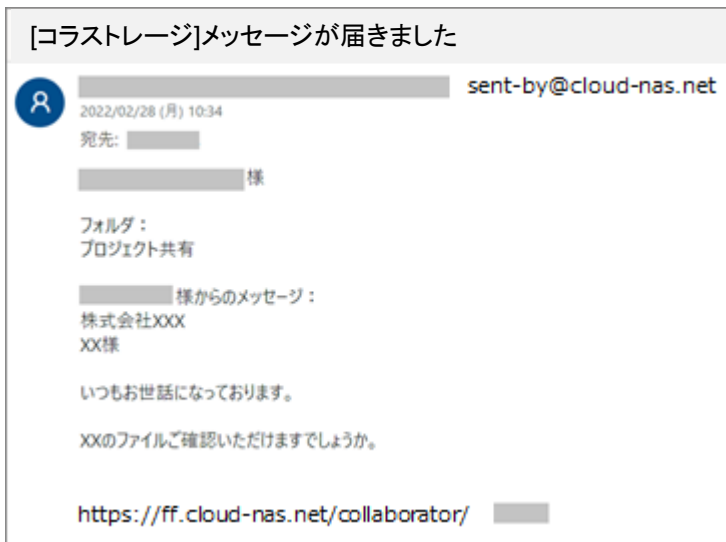 [コラストレージ]メッセージが届きました
sent-by@cloud-nas.net
2022/02/28 (月) 10:34
宛先:
様
フォルダ：
プロジェクト共有
様からのメッセージ：
株式会社XXX
XX様
いつもお世話になっております。
XXのファイルご確認いただけますでしょうか。
https://ff.cloud-nas.net/collaborator/